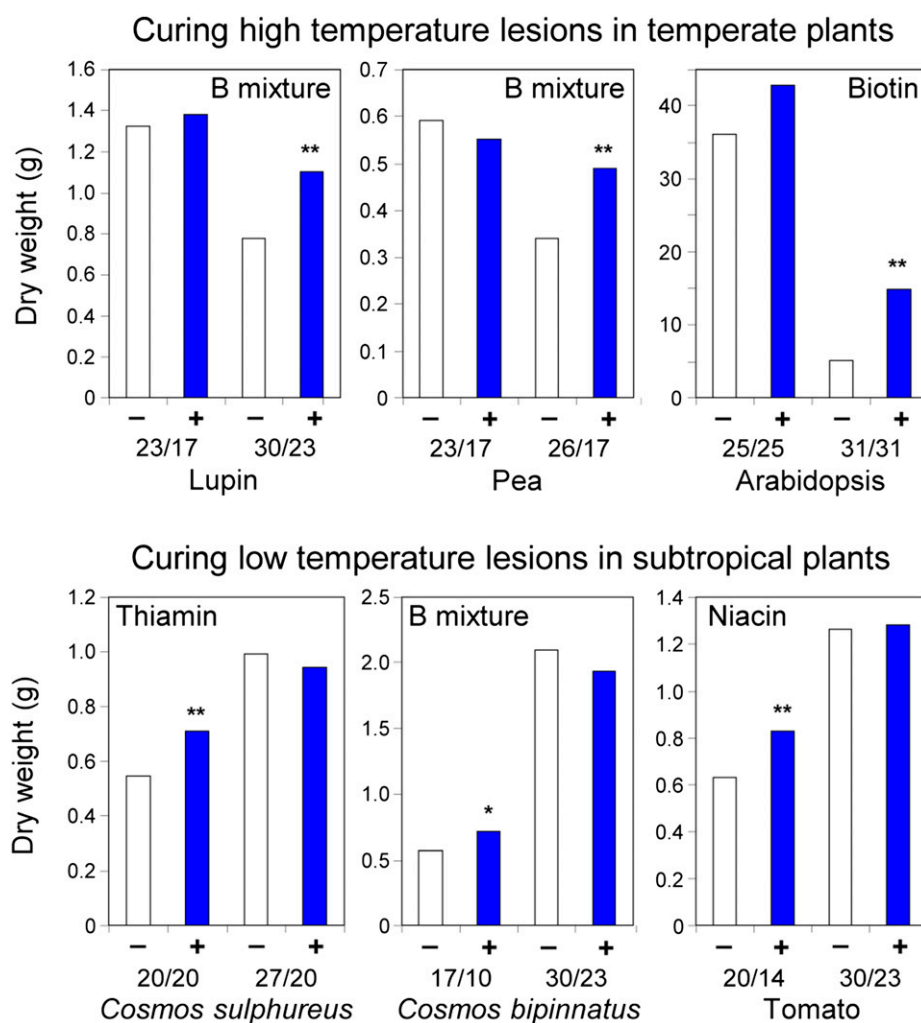 Curing high temperature lesions in temperate plants
Dry weight (g)
1.6
1.4
1.2
1.0
0.8
0.6
0.4
0.2
0
B mixture
**
– + – +
23/17 30/23
Lupin
0.7
0.6
0.5
0.4
0.3
0.2
0.1
0
B mixture
**
– + – +
23/17 26/17
Pea
40
30
20
10
0
Biotin
**
– + – +
25/25 31/31
Arabidopsis
Curing low temperature lesions in subtropical plants
Dry weight (g)
1.2
1.0
0.8
0.6
0.4
0.2
0
Thiamin
**
– + – +
20/20 27/20
Cosmos sulphureus
2.5
2.0
1.5
1.0
0.5
0
B mixture
*
– + – +
17/10 30/23
Cosmos bipinnatus
1.4
1.2
1.0
0.8
0.6
0.4
0.2
0
Niacin
**
– + – +
20/14 30/23
Tomato